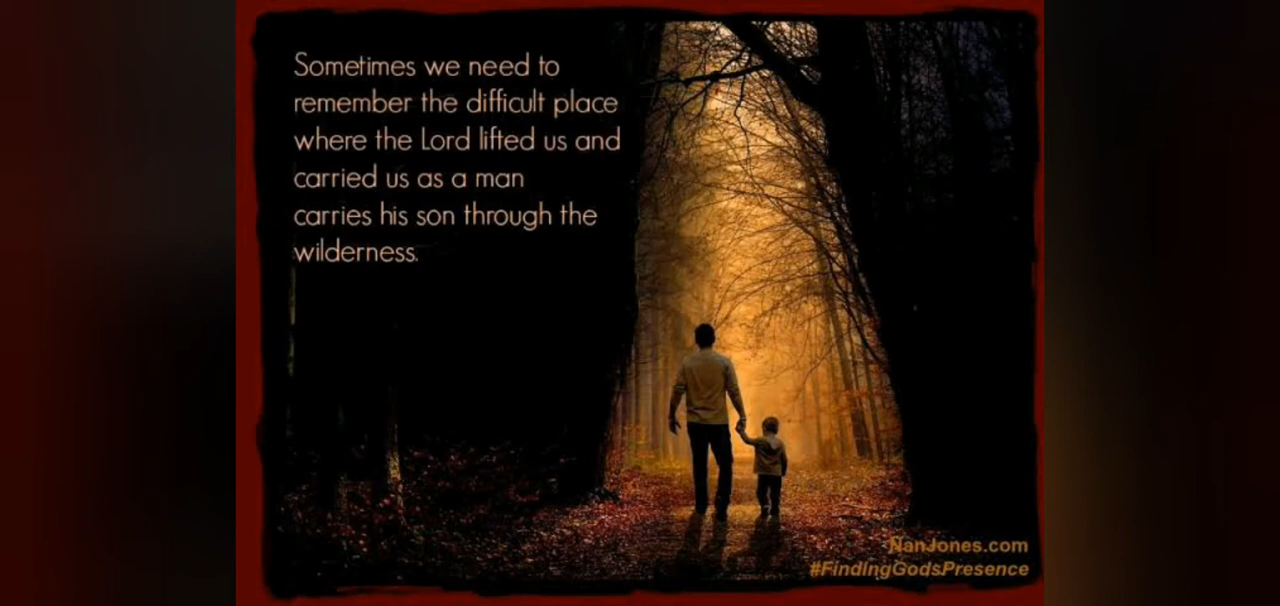 Sometimes we need to
remember the difficult place
where the Lord lifted us and
carried us as a man
carries his son through the
wilderness.
NanJones.com
#FindingGodsPresence